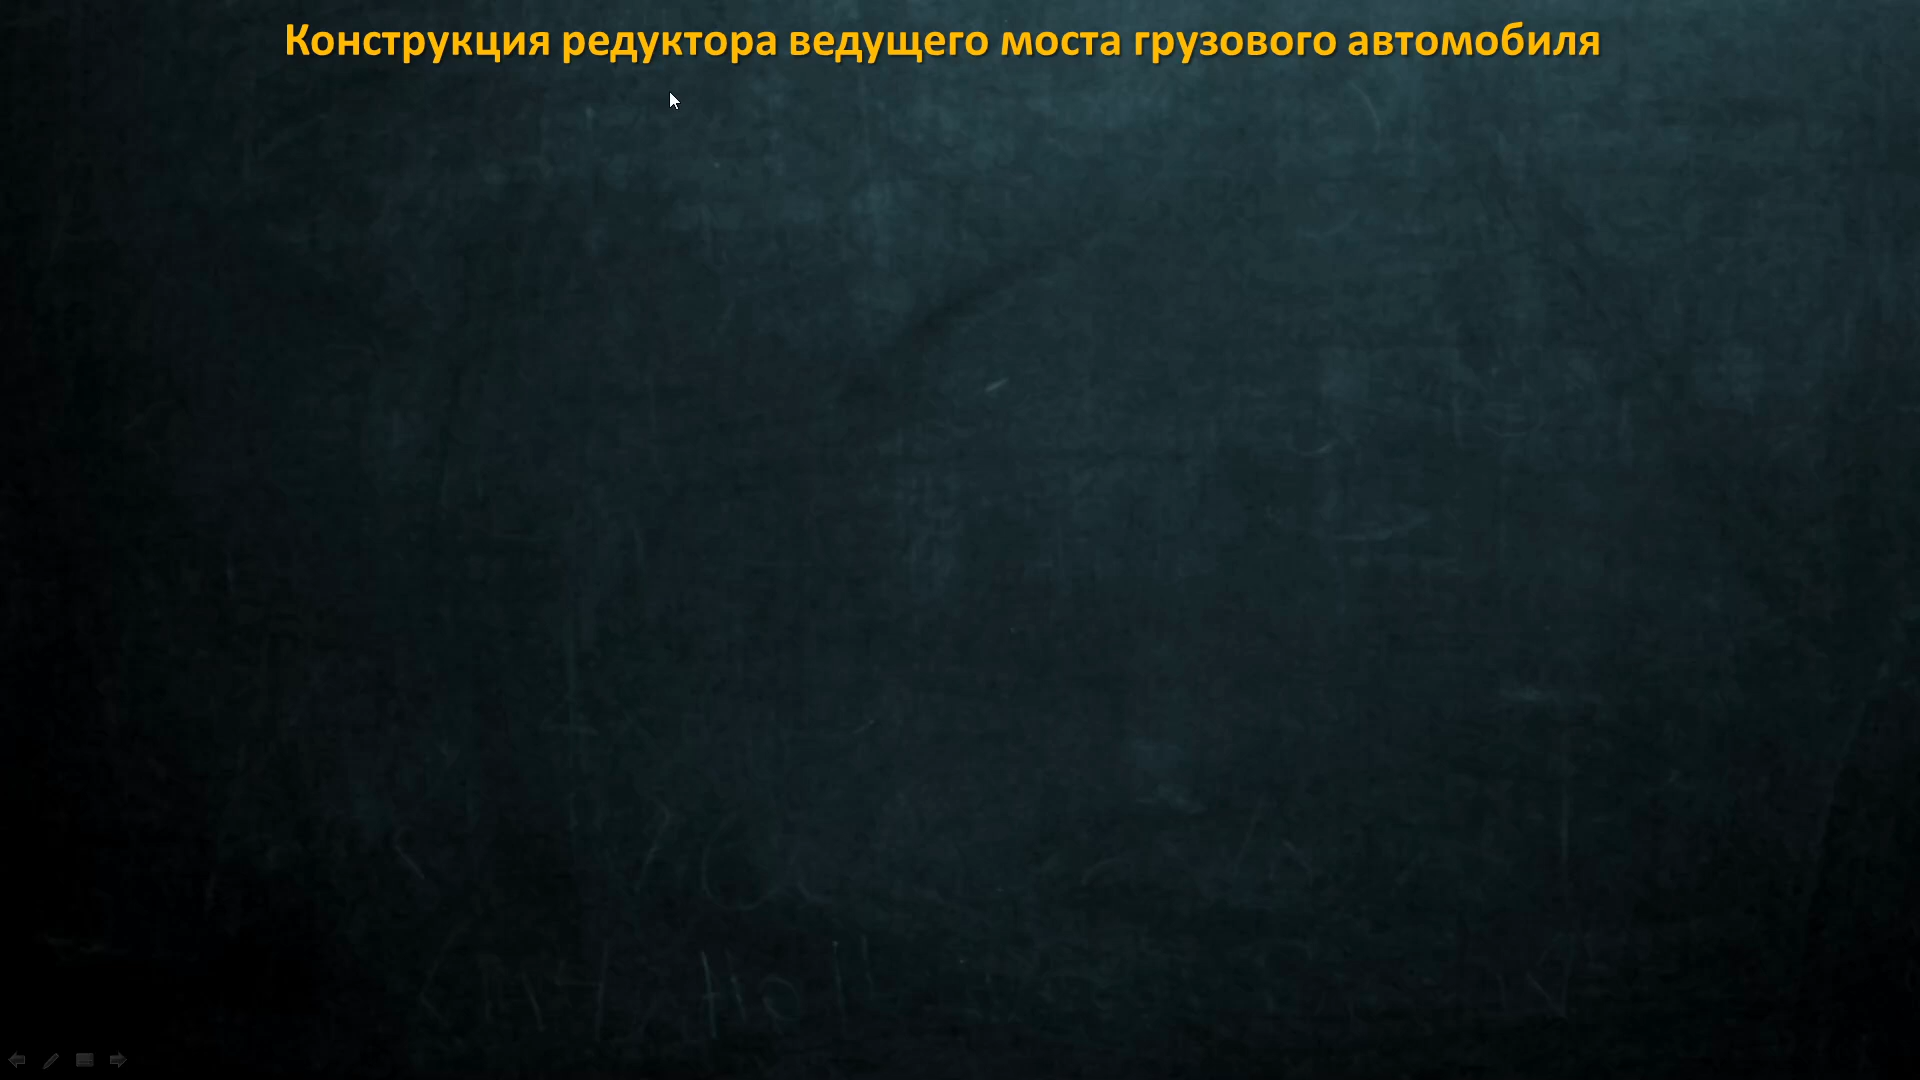 Конструкция редуктора ведущего моста грузового автомобиля